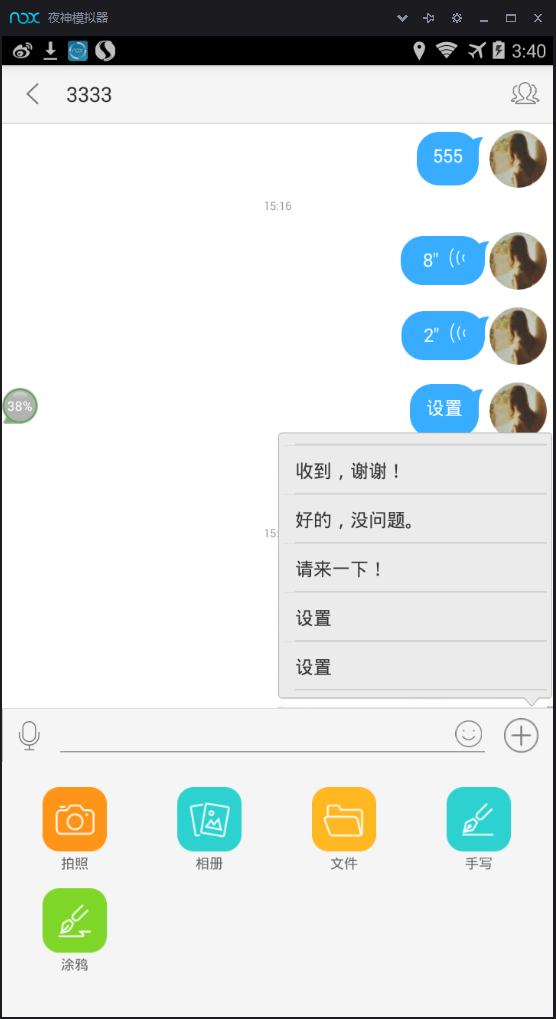 nox 夜神模拟器
3:40
3333
555
15:16
8"
2"
设置
38%
15:
收到，谢谢！
好的，没问题。
请来一下！
设置
设置
拍照
相册
文件
手写
涂鸦